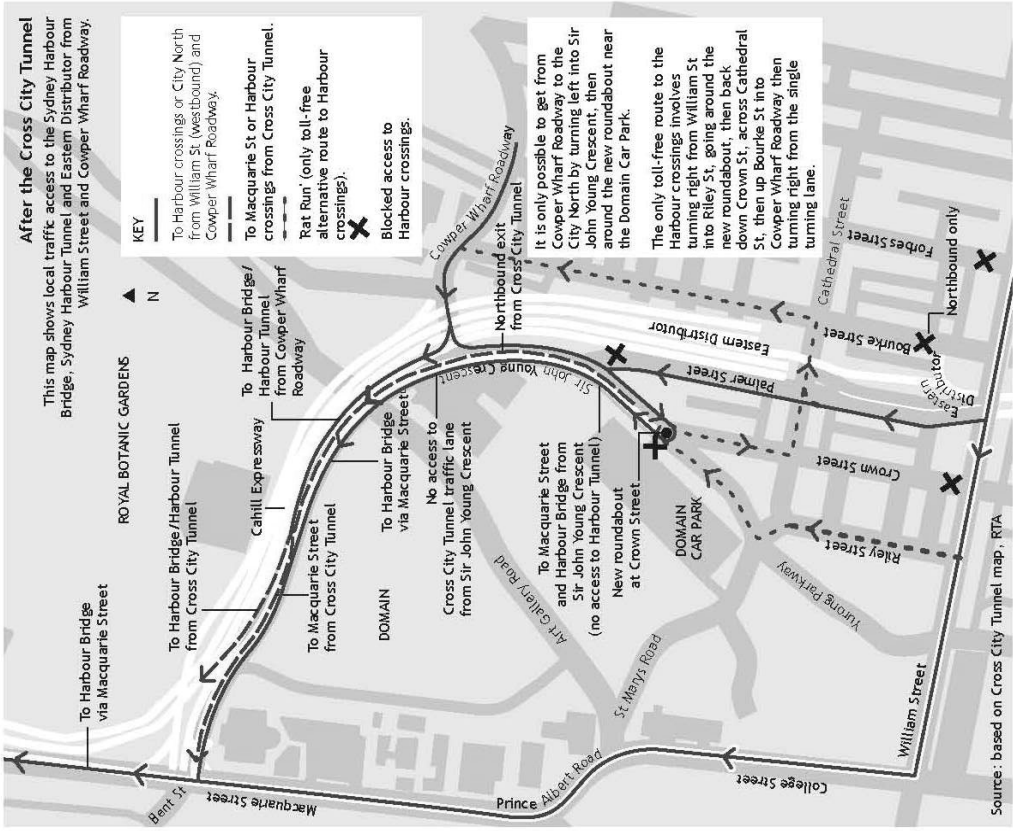 After the Cross City Tunnel
This map shows local traffic access to the Sydney Harbour
Bridge, Sydney Harbour Tunnel and Eastern Distributor from
William Street and Cowper Wharf Roadway.
KEY
To Harbour crossings or City North
from William St (westbound) and
Cowper Wharf Roadway.
To Macquarie St or Harbour
crossings from Cross City Tunnel.
'Rat Run' (only toll-free
alternative route to Harbour
crossings).
Blocked access to
Harbour crossings.
N
ROYAL BOTANIC GARDENS
To Harbour Bridge
via Macquarie Street
To Harbour Bridge/Harbour Tunnel
from Cross City Tunnel
Cahill Expressway
To Harbour Bridge/
Harbour Tunnel
from Cowper Wharf
Roadway
Cowper Wharf Roadway
Northbound exit
from Cross City Tunnel
To Macquarie Street
from Cross City Tunnel
DOMAIN
To Harbour Bridge
via Macquarie Street
No access to
Cross City Tunnel traffic lane
from Sir John Young Crescent
Sir John Young Crescent
It is only possible to get from
Cowper Wharf Roadway to the
City North by turning left into Sir
John Young Crescent, then
around the new roundabout near
the Domain Car Park.
The only toll-free route to the
Harbour crossings involves
turning right from William St
into Riley St, going around the
new roundabout, then back
down Crown St, across Cathedral
St, then up Bourke St into
Cowper Wharf Roadway then
turning right from the single
turning lane.
Bent St
Macquarie Street
Art Gallery Road
To Macquarie Street
and Harbour Bridge from
Sir John Young Crescent
(no access to Harbour Tunnel)
New roundabout
at Crown Street
Eastern Distributor
Palmer Street
Cathedral Street
Forbes Street
Bourke Street
Northbound only
Eastern
Distributor
Crown Street
DOMAIN
CAR PARK
Riley Street
Yurong Parkway
St Marys Road
Prince Albert Road
College Street
William Street
Source: based on Cross City Tunnel map, RTA